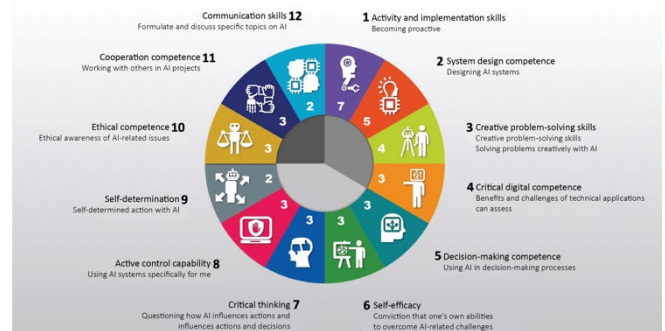 Communication skills 12
Formulate and discuss specific topics on AI
1 Activity and implementation skills
Becoming proactive
Cooperation competence 11
Working with others in AI projects
2 System design competence
Designing AI systems
Ethical competence 10
Ethical awareness of AI-related issues
3 Creative problem-solving skills
Creative problem-solving skills
Solving problems creatively with AI
Self-determination 9
Self-determined action with AI
4 Critical digital competence
Benefits and challenges of technical applications
can assess
Active control capability 8
Using AI systems specifically for me
5 Decision-making competence
Using AI in decision-making processes
Critical thinking 7
Questioning how AI influences actions and
influences actions and decisions
6 Self-efficacy
Conviction that one's own abilities
to overcome AI-related challenges
7
5
4
3
3
3
3
3
2
3
3
2